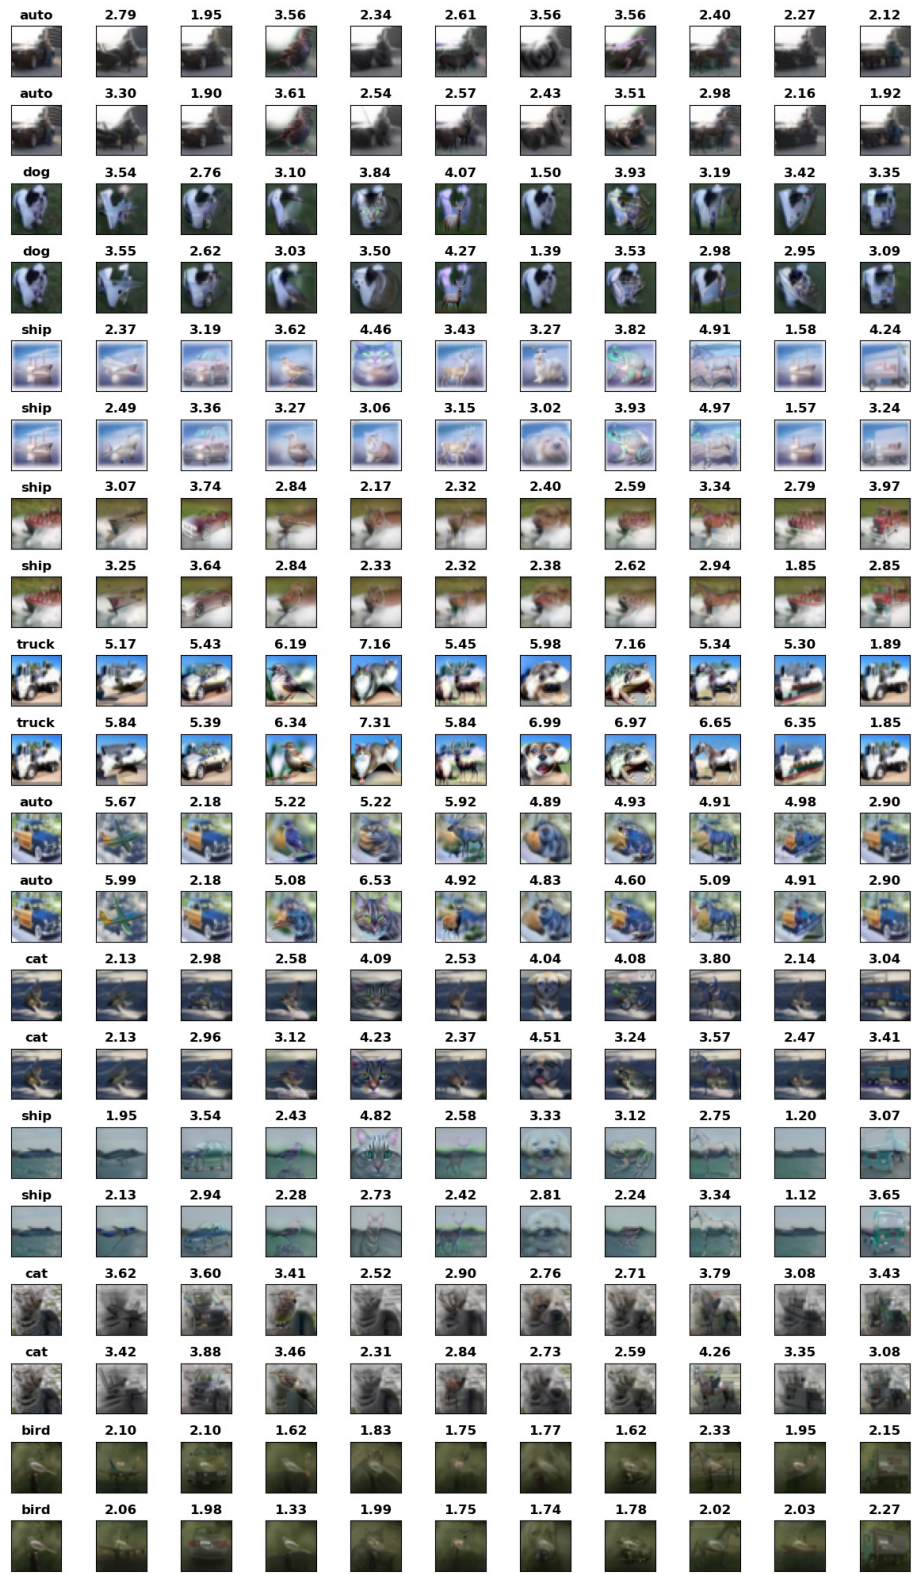 auto 2.79 1.95 3.56 2.34 2.61 3.56 3.56 2.40 2.27 2.12
auto 3.30 1.90 3.61 2.54 2.57 2.43 3.51 2.98 2.16 1.92
dog 3.54 2.76 3.10 3.84 4.07 1.50 3.93 3.19 3.42 3.35
dog 3.55 2.62 3.03 3.50 4.27 1.39 3.53 2.98 2.95 3.09
ship 2.37 3.19 3.62 4.46 3.43 3.27 3.82 4.91 1.58 4.24
ship 2.49 3.36 3.27 3.06 3.15 3.02 3.93 4.97 1.57 3.24
ship 3.07 3.74 2.84 2.17 2.32 2.40 2.59 3.34 2.79 3.97
ship 3.25 3.64 2.84 2.33 2.32 2.38 2.62 2.94 1.85 2.85
truck 5.17 5.43 6.19 7.16 5.45 5.98 7.16 5.34 5.30 1.89
truck 5.84 5.39 6.34 7.31 5.84 6.99 6.97 6.65 6.35 1.85
auto 5.67 2.18 5.22 5.22 5.92 4.89 4.93 4.91 4.98 2.90
auto 5.99 2.18 5.08 6.53 4.92 4.83 4.60 5.09 4.91 2.90
cat 2.13 2.98 2.58 4.09 2.53 4.04 4.08 3.80 2.14 3.04
cat 2.13 2.96 3.12 4.23 2.37 4.51 3.24 3.57 2.47 3.41
ship 1.95 3.54 2.43 4.82 2.58 3.33 3.12 2.75 1.20 3.07
ship 2.13 2.94 2.28 2.73 2.42 2.81 2.24 3.34 1.12 3.65
cat 3.62 3.60 3.41 2.52 2.90 2.76 2.71 3.79 3.08 3.43
cat 3.42 3.88 3.46 2.31 2.84 2.73 2.59 4.26 3.35 3.08
bird 2.10 2.10 1.62 1.83 1.75 1.77 1.62 2.33 1.95 2.15
bird 2.06 1.98 1.33 1.99 1.75 1.74 1.78 2.02 2.03 2.27